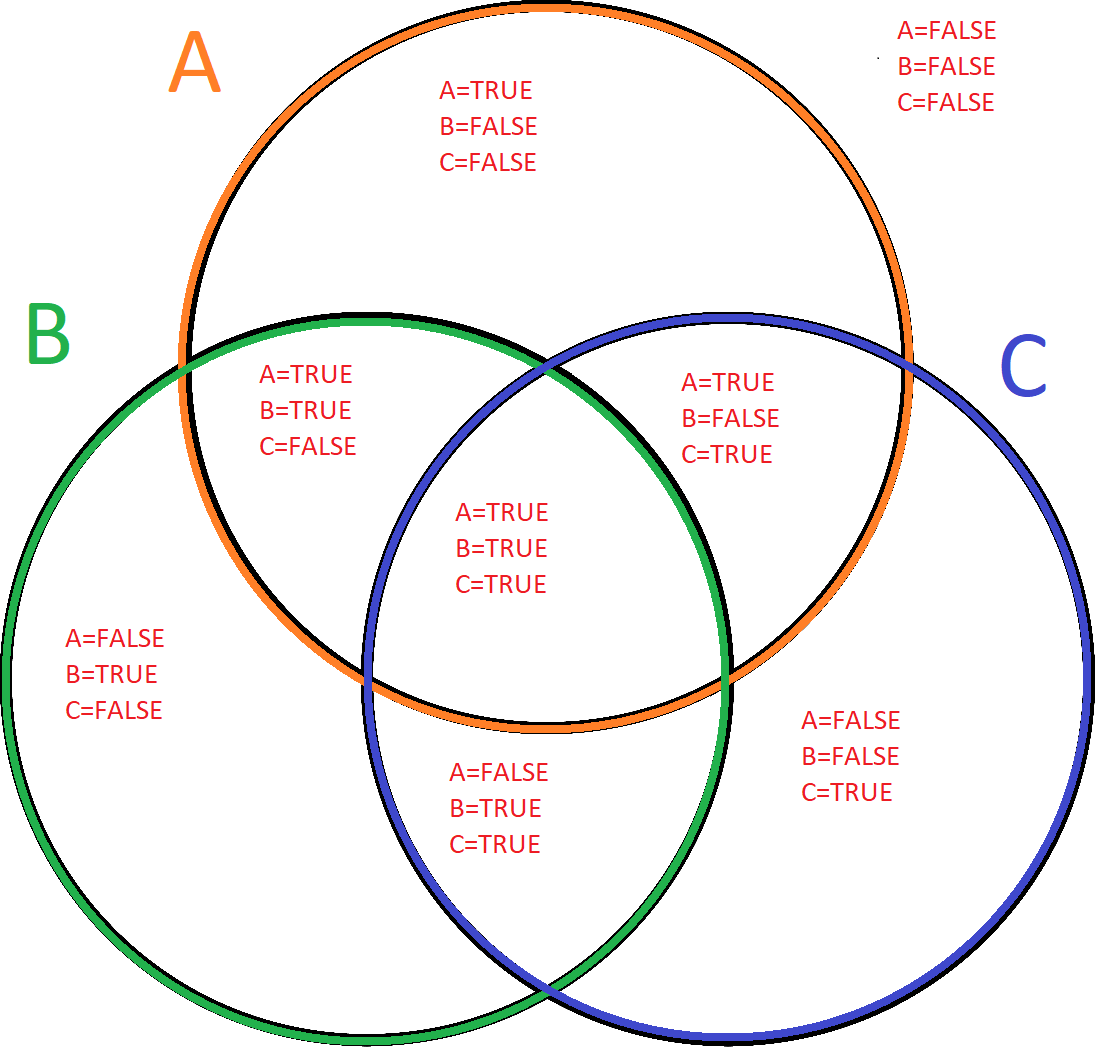 A
A=FALSE
B=FALSE
C=FALSE
A=TRUE
B=FALSE
C=FALSE
B
C
A=TRUE
B=TRUE
C=FALSE
A=TRUE
B=FALSE
C=TRUE
A=TRUE
B=TRUE
C=TRUE
A=FALSE
B=TRUE
C=FALSE
A=FALSE
B=FALSE
C=TRUE
A=FALSE
B=TRUE
C=TRUE